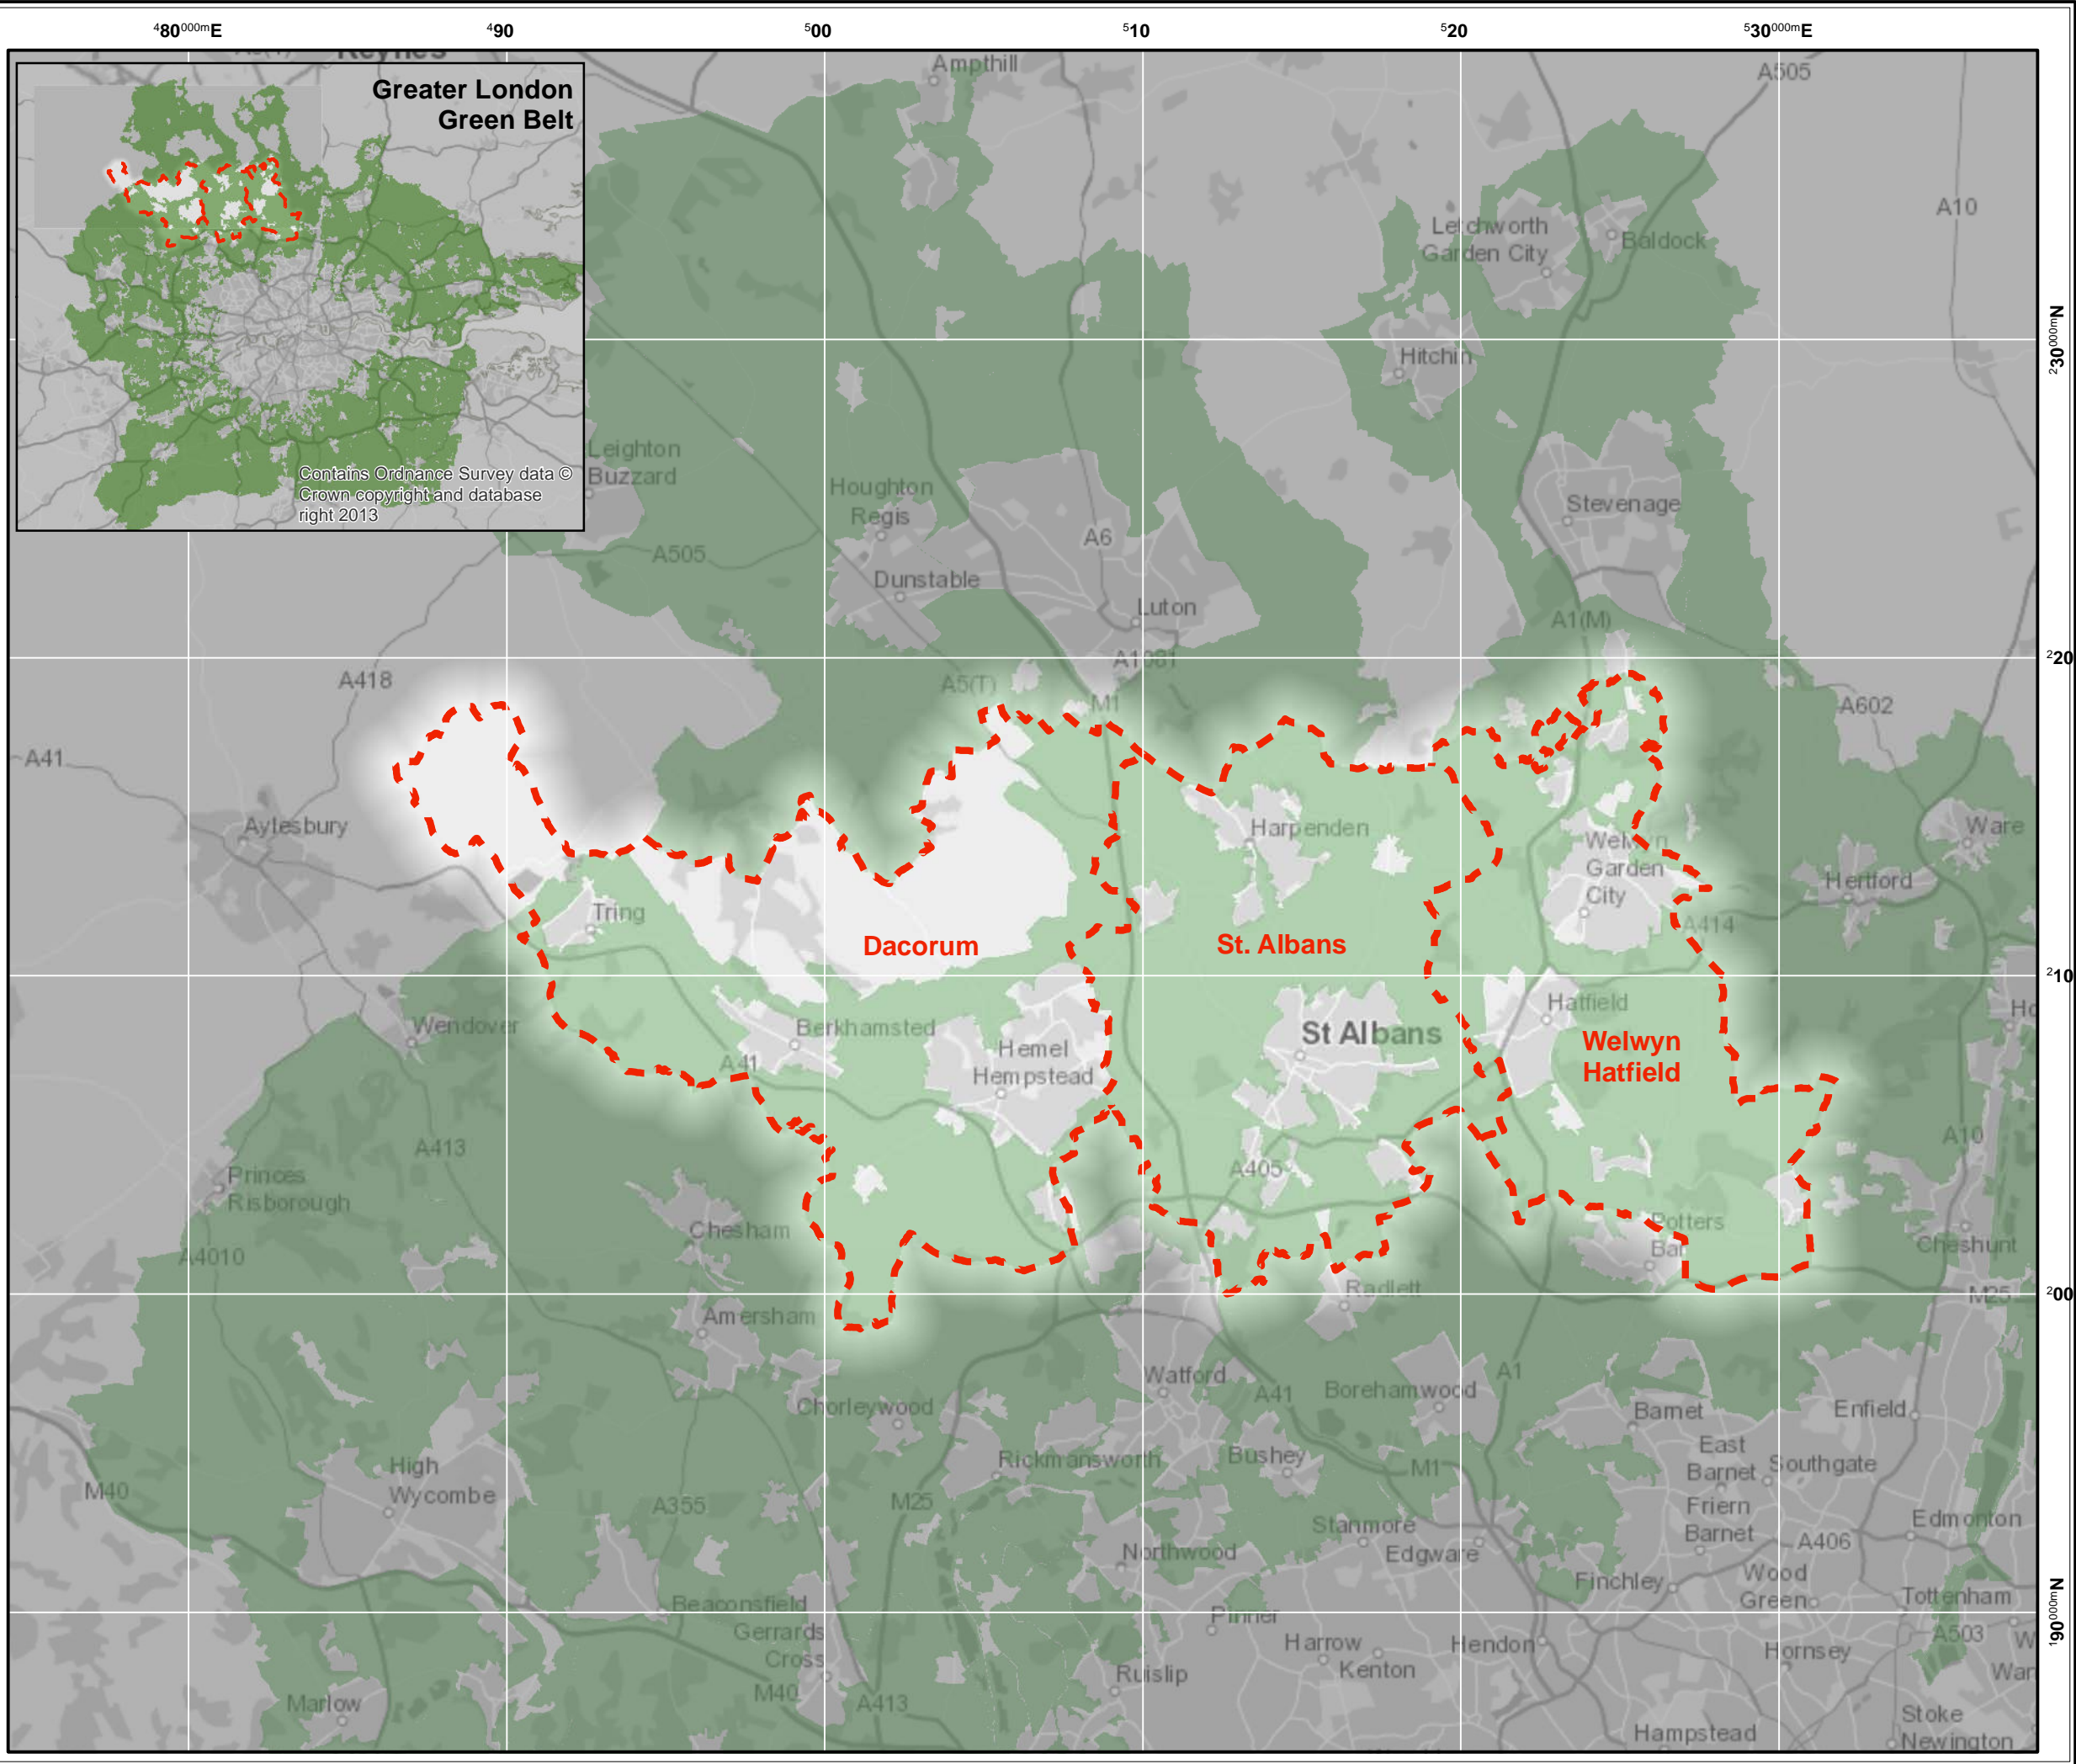 480000mE
490
500
510
520
530000mE
Keynes
Greater London
Green Belt
Contains Ordnance Survey data ©
Crown copyright and database
right 2013
Ampthill
A505
A10
Letchworth
Garden City
Baldock
230000mN
Hitchin
Leighton
Buzzard
Houghton
Regis
Stevenage
A6
A505
Dunstable
Luton
A1(M)
A1081
220
A418
A5(T)
M1
A602
A41
Aylesbury
Harpenden
Welwyn
Garden
City
Ware
Hertford
Tring
A414
Dacorum
St. Albans
210
Hatfield
Wendover
Berkhamsted
St Albans
Hemel
Hempstead
Welwyn
Hatfield
A41
A413
A10
A405
Princes
Risborough
Chesham
Potters
Bar
Cheshunt
A4010
Radlett
M25
200
Amersham
Watford
A41
Borehamwood
A1
Chorleywood
Barnet
Enfield
East
Barnet
Southgate
Rickmansworth
Bushey
M1
High
Wycombe
M40
A355
M25
Friern
Barnet
Edmonton
Stanmore
Edgware
A406
Northwood
Finchley
Wood
Green
Tottenham
190000mN
Beaconsfield
Gerrards
Cross
Pinner
Harrow
Kenton
Hendon
Hornsey
A503
Ruislip
M40
A413
Marlow
Hampstead
Stoke
Newington